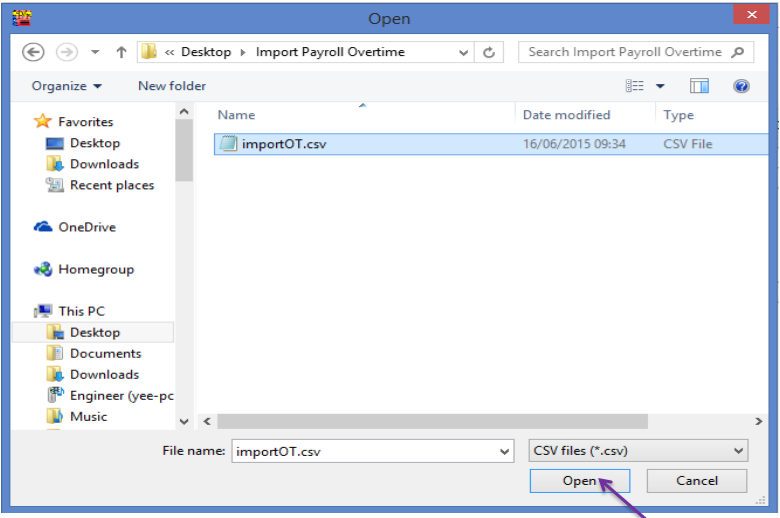 Open
« Desktop Import Payroll Overtime
Search Import Payroll Overtime
Organize New folder
Name Date modified Type
importOT.csv 16/06/2015 09:34 CSV File
Favorites
Desktop
Downloads
Recent places
OneDrive
Homegroup
This PC
Desktop
Documents
Downloads
Engineer (yee-pc
Music
File name: importOT.csv CSV files (*.csv)
Open Cancel